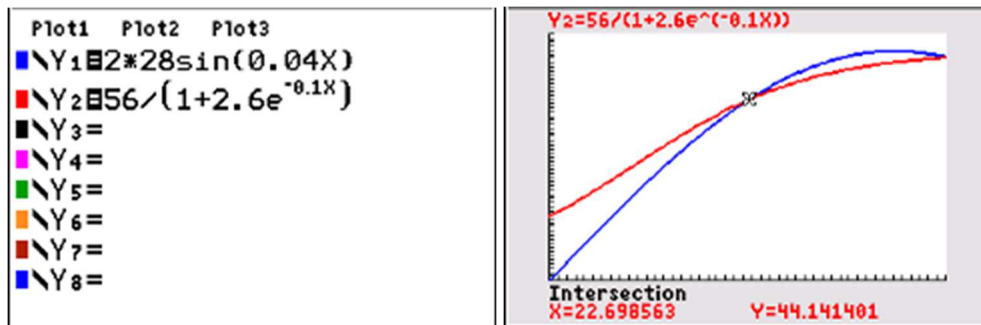 Plot1 Plot2 Plot3
\Y₁=2*28sin(0.04X)
\Y₂=56/(1+2.6e^-0.1X)
\Y₃=
\Y₄=
\Y₅=
\Y₆=
\Y₇=
\Y₈=
Y₂=56/(1+2.6e^(-0.1X))
Intersection
X=22.698563 Y=44.141401